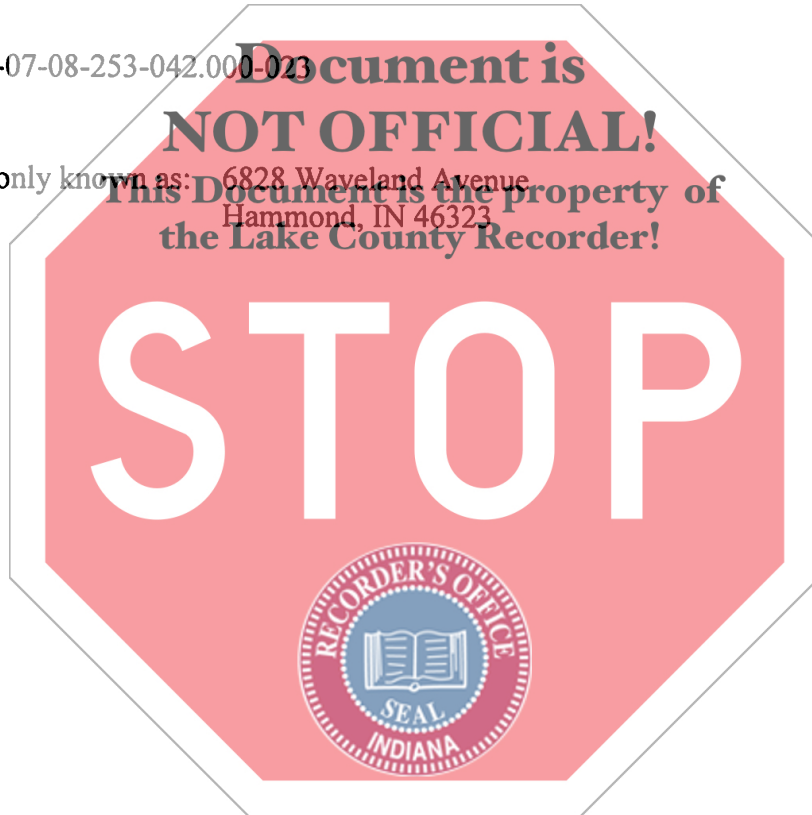 -07-08-253-042.000-023
Document is
NOT OFFICIAL!
only known as: 6828 Waveland Avenue
This Document is the property of
Hammond, IN 46323
the Lake County Recorder!
STOP
RECORDER'S OFFICE
SEAL
INDIANA